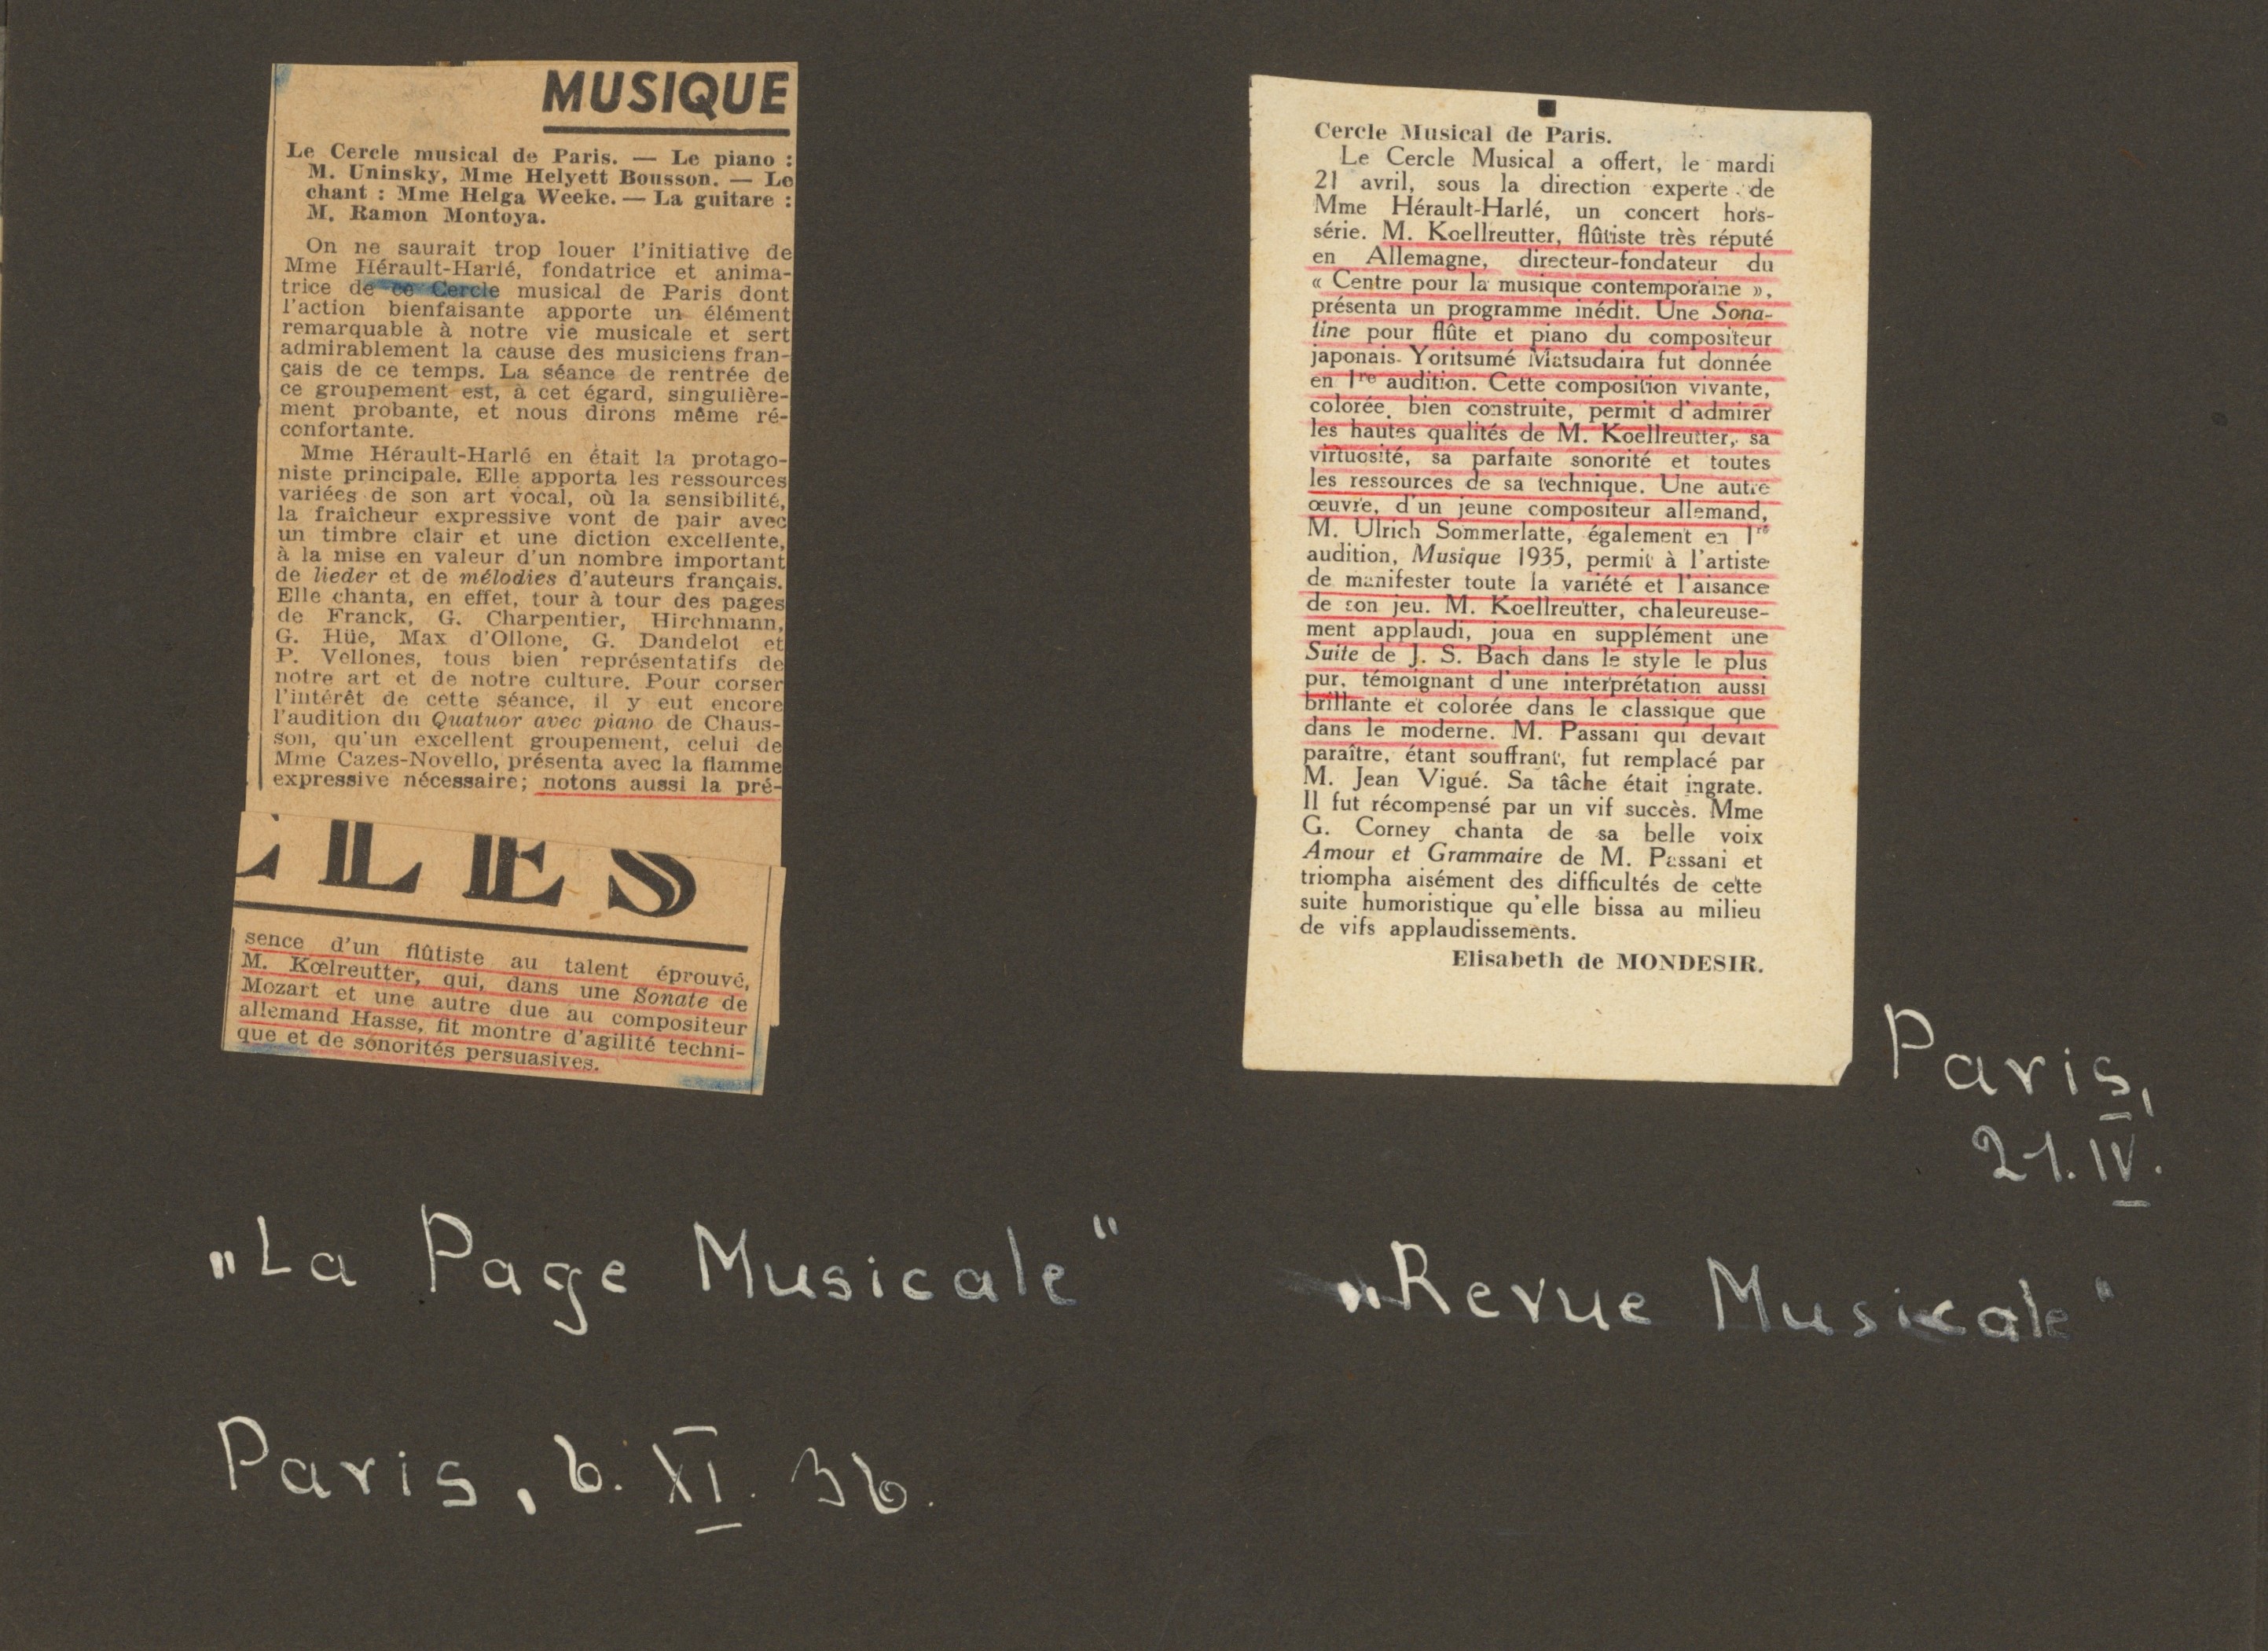 MUSIQUE
Le Cercle musical de Paris. — Le piano :
M. Uninsky, Mme Helyett Bousson. — Le
chant : Mme Helga Weeke. — La guitare :
M. Ramon Montoya.
On ne saurait trop louer l'initiative de
Mme Hérault-Harlé, fondatrice et anima-
trice de ce Cercle musical de Paris dont
l'action bienfaisante apporte un élément
remarquable à notre vie musicale et sert
admirablement la cause des musiciens fran-
çais de ce temps. La séance de rentrée de
ce groupement est, à cet égard, singulière-
ment probante, et nous dirons même ré-
confortante.
Mme Hérault-Harlé en était la protago-
niste principale. Elle apporta les ressources
variées de son art vocal, où la sensibilité,
la fraîcheur expressive vont de pair avec
un timbre clair et une diction excellente,
à la mise en valeur d'un nombre important
de lieder et de mélodies d'auteurs français.
Elle chanta, en effet, tour à tour des pages
de Franck, G. Charpentier, Hirchmann,
G. Hüe, Max d'Ollone, G. Dandelot et
P. Vellones, tous bien représentatifs de
notre art et de notre culture. Pour corser
l'intérêt de cette séance, il y eut encore
l'audition du Quatuor avec piano de Chaus-
son, qu'un excellent groupement, celui de
Mme Cazes-Novello, présenta avec la flamme
expressive nécessaire; notons aussi la pré-
LES
sence d'un flûtiste au talent éprouvé,
M. Kœlreutter, qui, dans une Sonate de
Mozart et une autre due au compositeur
allemand Hasse, fit montre d'agilité techni-
que et de sonorités persuasives.
„La Page Musicale“
Paris, 6. XI. 36.
Cercle Musical de Paris.
Le Cercle Musical a offert, le mardi
21 avril, sous la direction experte de
Mme Hérault-Harlé, un concert hors-
série. M. Koellreutter, flûtiste très réputé
en Allemagne, directeur-fondateur du
« Centre pour la musique contemporaine »,
présenta un programme inédit. Une Sona-
tine pour flûte et piano du compositeur
japonais Yoritsumé Matsudaira fut donnée
en 1re audition. Cette composition vivante,
colorée, bien construite, permit d'admirer
les hautes qualités de M. Koellreutter, sa
virtuosité, sa parfaite sonorité et toutes
les ressources de sa technique. Une autre
œuvre, d'un jeune compositeur allemand,
M. Ulrich Sommerlatte, également en 1re
audition, Musique 1935, permit à l'artiste
de manifester toute la variété et l'aisance
de son jeu. M. Koellreutter, chaleureuse-
ment applaudi, joua en supplément une
Suite de J. S. Bach dans le style le plus
pur, témoignant d'une interprétation aussi
brillante et colorée dans le classique que
dans le moderne. M. Passani qui devait
paraître, étant souffrant, fut remplacé par
M. Jean Vigué. Sa tâche était ingrate.
Il fut récompensé par un vif succès. Mme
G. Corney chanta de sa belle voix
Amour et Grammaire de M. Passani et
triompha aisément des difficultés de cette
suite humoristique qu'elle bissa au milieu
de vifs applaudissements.
Elisabeth de MONDESIR.
Paris,
21. IV.
„Revue Musicale“